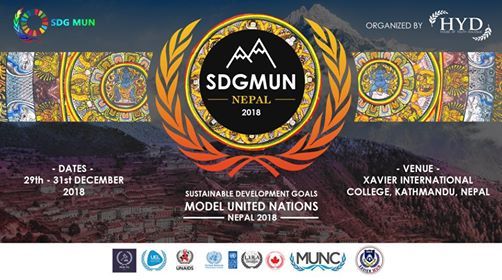 SDG MUN
ORGANIZED BY
HYD
SDGMUN
NEPAL
2018
- DATES -
29th - 31st DECEMBER
2018
SUSTAINABLE DEVELOPMENT GOALS
MODEL UNITED NATIONS
- NEPAL 2018 -
- VENUE -
XAVIER INTERNATIONAL
COLLEGE, KATHMANDU, NEPAL
UNAIDS
MUNC